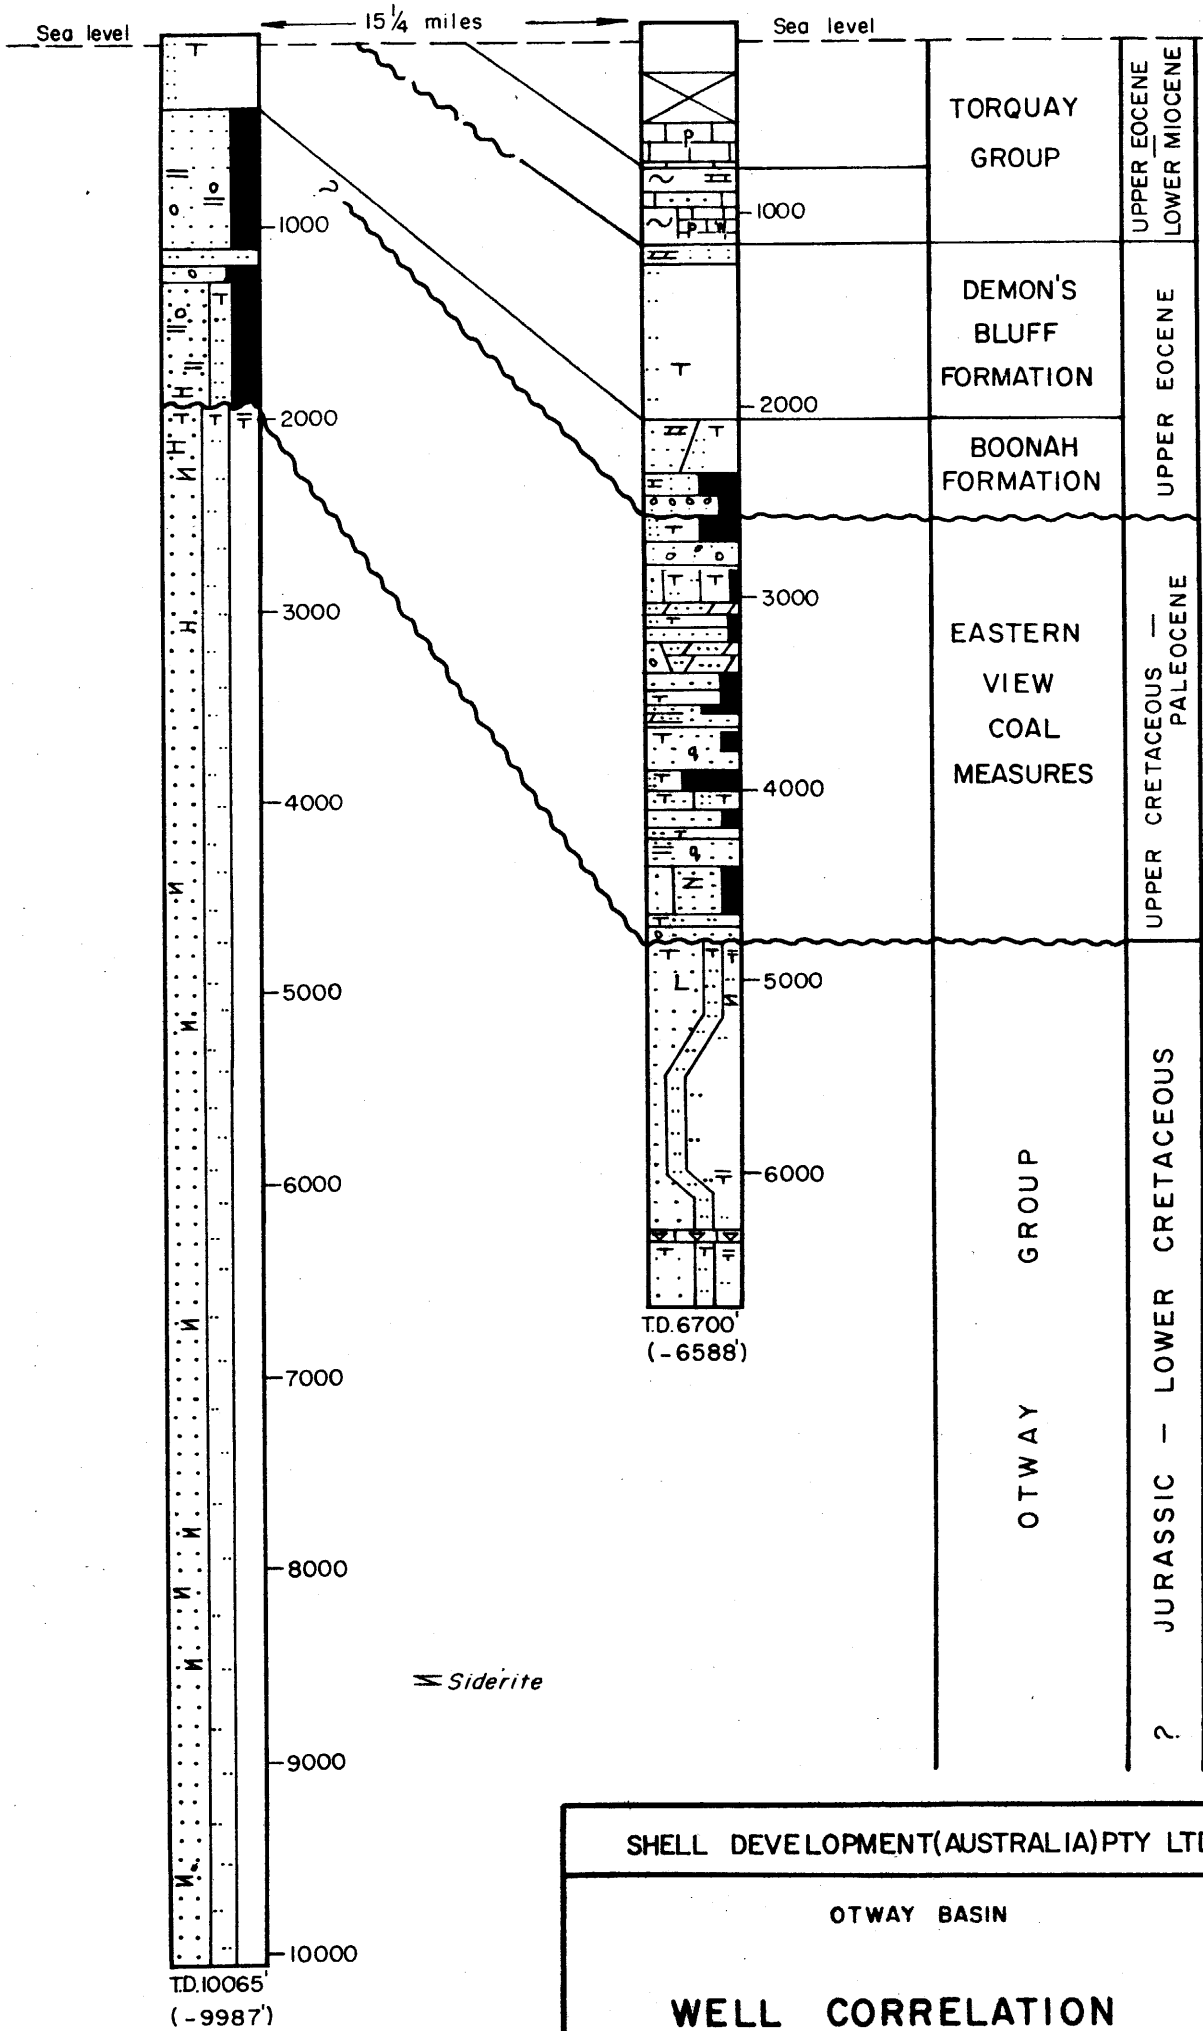 15 1/4 miles
Sea level
Sea level
UPPER EOCENE
—
LOWER MIOCENE
TORQUAY
GROUP
1000
1000
DEMON'S
BLUFF
FORMATION
UPPER EOCENE
2000
2000
BOONAH
FORMATION
3000
3000
EASTERN
VIEW
COAL
MEASURES
UPPER CRETACEOUS —
PALEOCENE
4000
4000
5000
5000
6000
6000
OTWAY GROUP
? JURASSIC – LOWER CRETACEOUS
T.D. 6700'
(-6588')
7000
8000
Siderite
9000
10000
T.D. 10065'
(-9987')
SHELL DEVELOPMENT (AUSTRALIA) PTY LTD
OTWAY BASIN
WELL CORRELATION